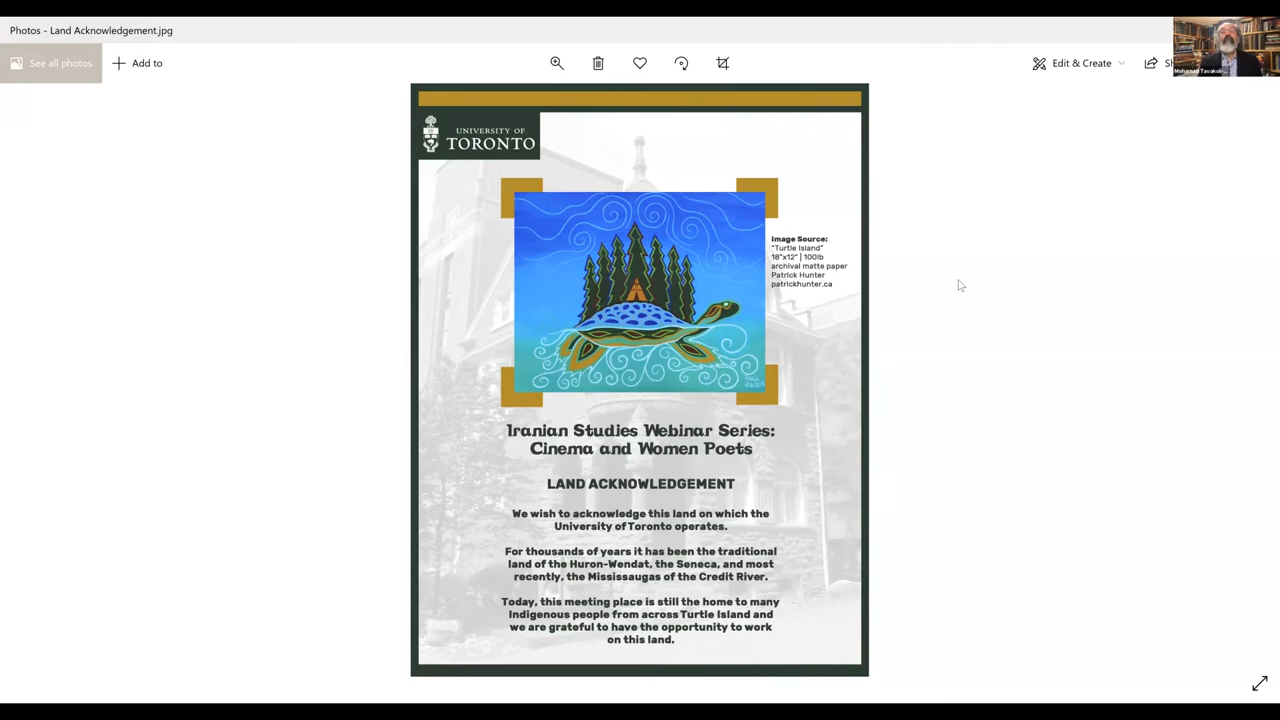 Photos - Land Acknowledgement.jpg
See all photos
Add to
Edit & Create
Mohamad Tavakoli-...
UNIVERSITY OF
TORONTO
Image Source:
"Turtle Island"
18"x12" | 100lb
archival matte paper
Patrick Hunter
patrickhunter.ca
Iranian Studies Webinar Series:
Cinema and Women Poets
LAND ACKNOWLEDGEMENT
We wish to acknowledge this land on which the
University of Toronto operates.
For thousands of years it has been the traditional
land of the Huron-Wendat, the Seneca, and most
recently, the Mississaugas of the Credit River.
Today, this meeting place is still the home to many
Indigenous people from across Turtle Island and
we are grateful to have the opportunity to work
on this land.